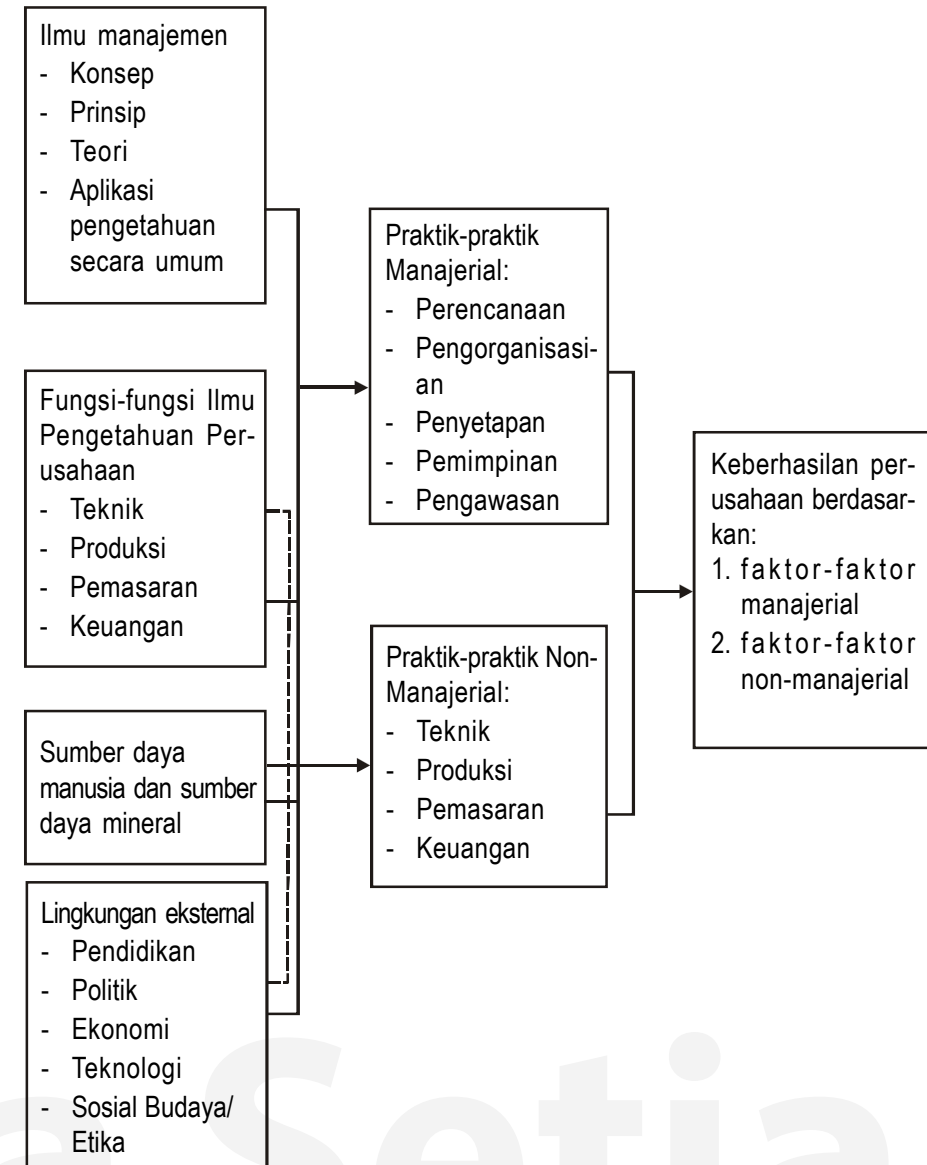 Ilmu manajemen
- Konsep
- Prinsip
- Teori
- Aplikasi
pengetahuan
secara umum
Fungsi-fungsi Ilmu
Pengetahuan Per-
usahaan
- Teknik
- Produksi
- Pemasaran
- Keuangan
Sumber daya
manusia dan sumber
daya mineral
Lingkungan eksternal
- Pendidikan
- Politik
- Ekonomi
- Teknologi
- Sosial Budaya/
Etika
Praktik-praktik
Manajerial:
- Perencanaan
- Pengorganisasi-
an
- Penyetapan
- Pemimpinan
- Pengawasan
Praktik-praktik Non-
Manajerial:
- Teknik
- Produksi
- Pemasaran
- Keuangan
Keberhasilan per-
usahaan berdasar-
kan:
1. faktor-faktor
manajerial
2. faktor-faktor
non-manajerial
Setia